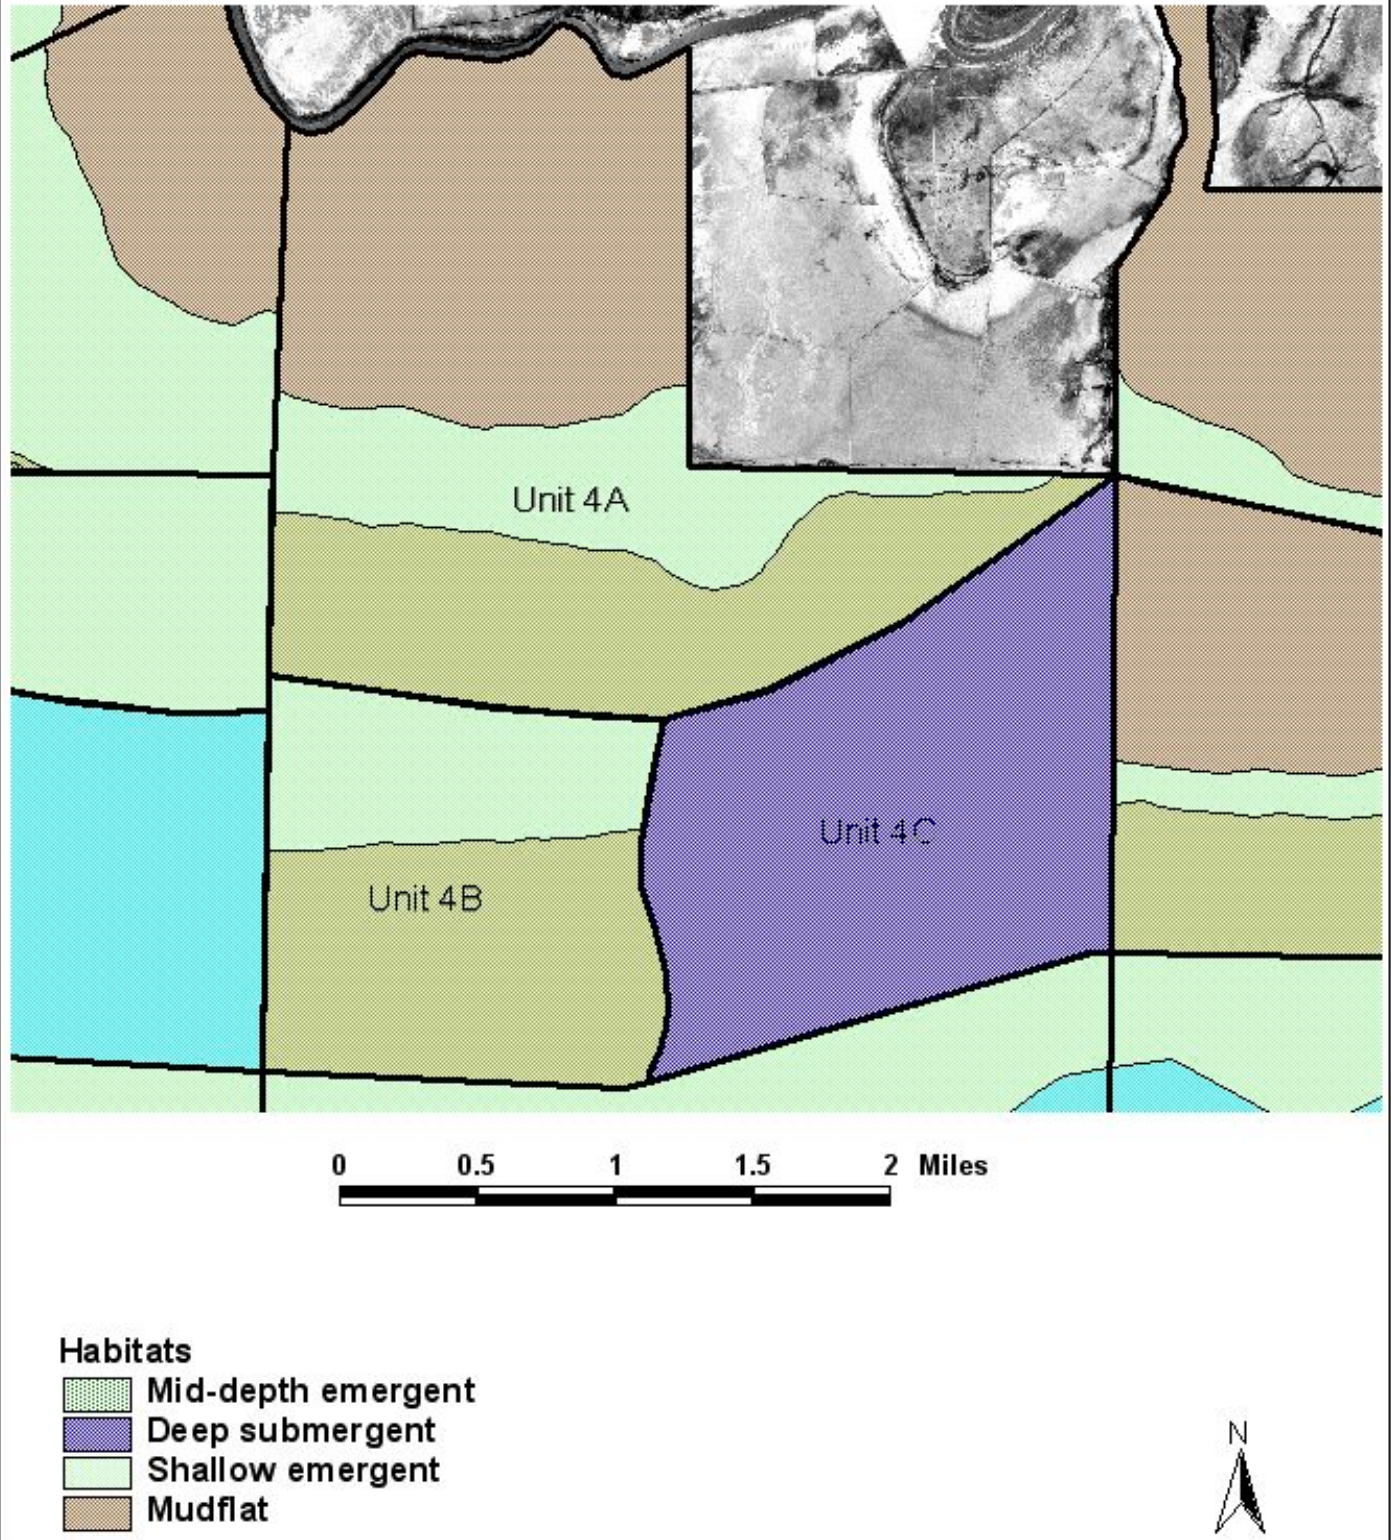 Unit 4A
Unit 4C
Unit 4B
0 0.5 1 1.5 2 Miles
Habitats
Mid-depth emergent
Deep submergent
Shallow emergent
Mudflat
N